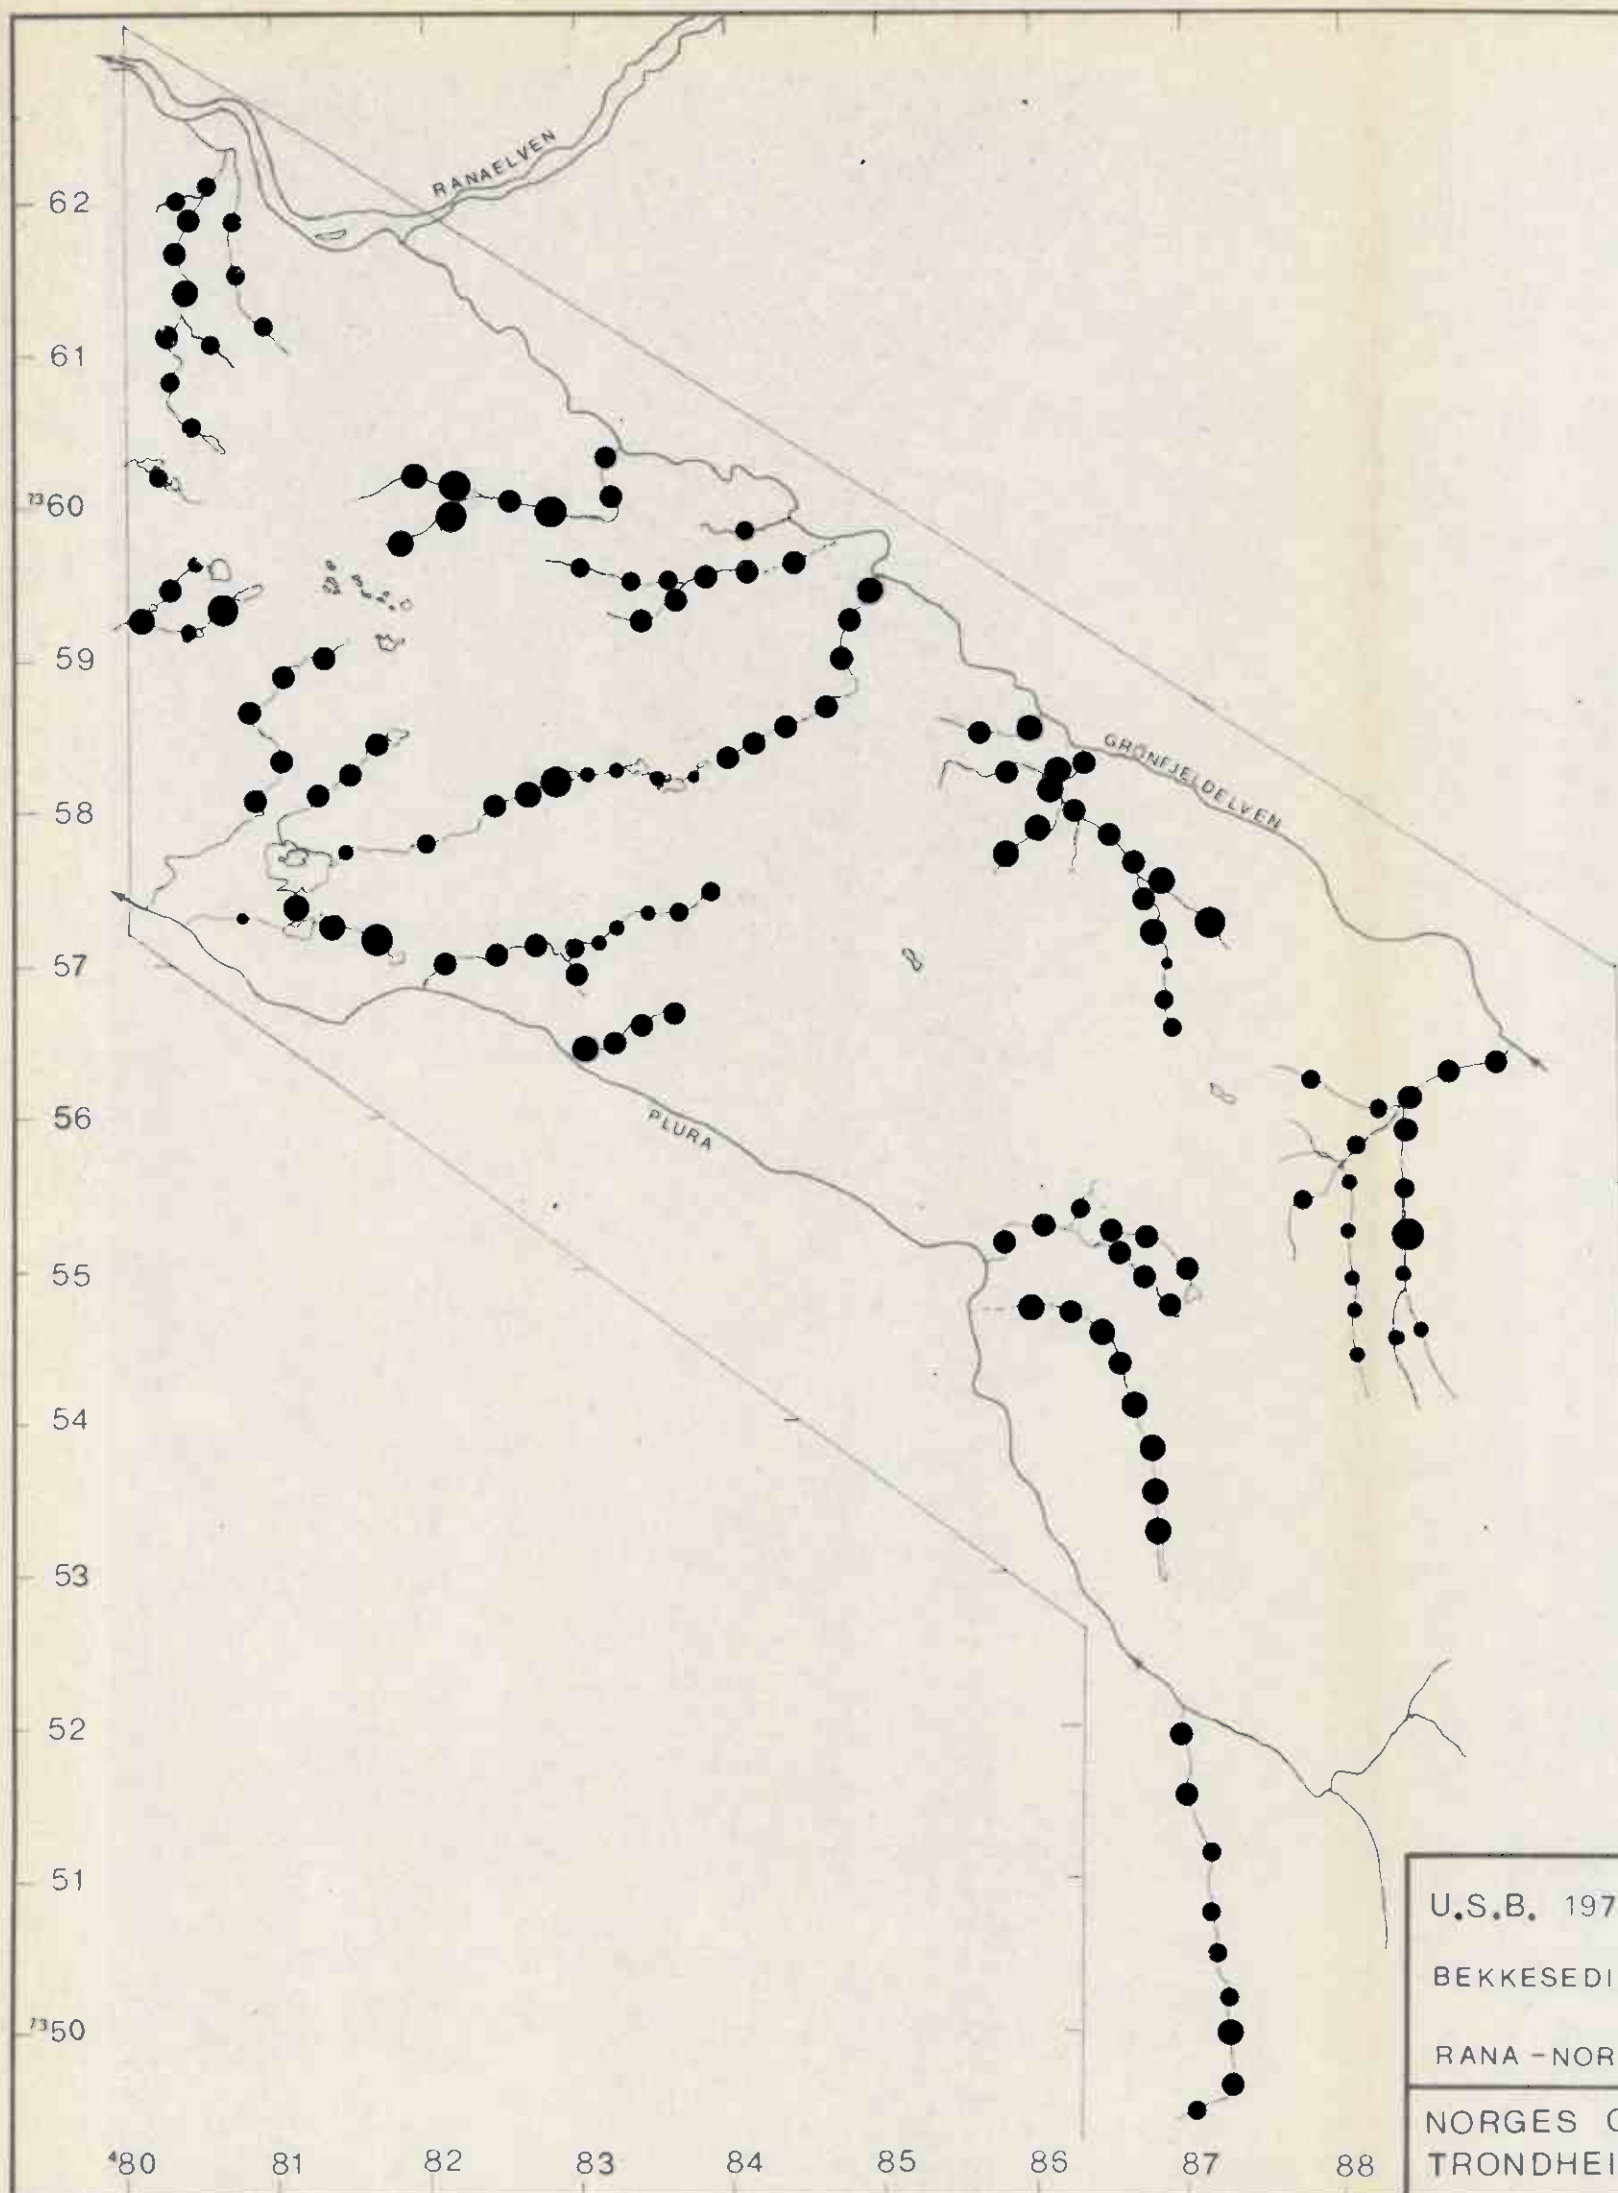 RANAELVEN
62
61
7360
59
GRÖNFJELDELVEN
58
57
56
PLURA
55
54
53
52
51
U.S.B. 197
BEKKESEDI
7350
RANA-NOR
NORGES G
TRONDHEI
480 81 82 83 84 85 86 87 88